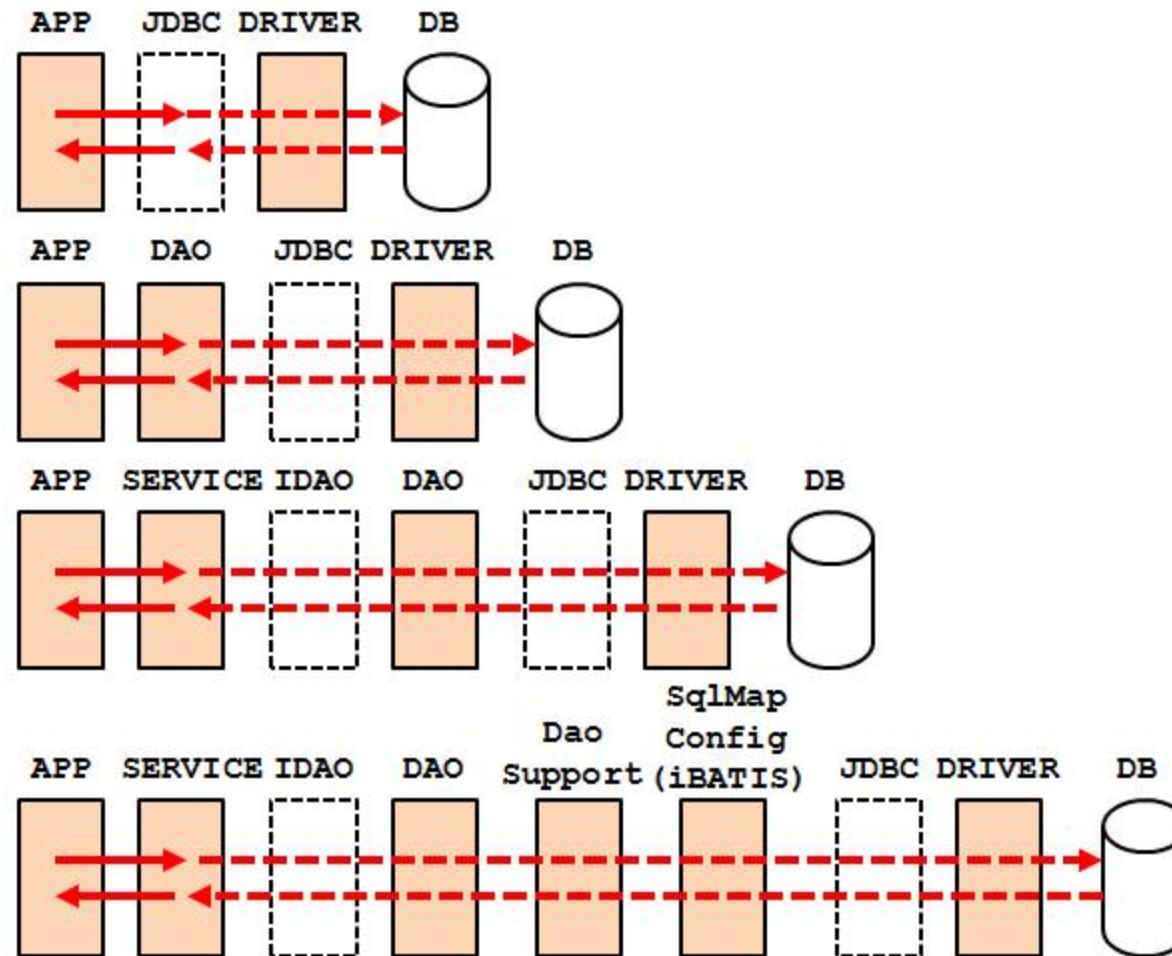 APP JDBC DRIVER DB
APP DAO JDBC DRIVER DB
APP SERVICE IDAO DAO JDBC DRIVER DB
SqlMap
Dao Config
APP SERVICE IDAO DAO Support (iBATIS) JDBC DRIVER DB